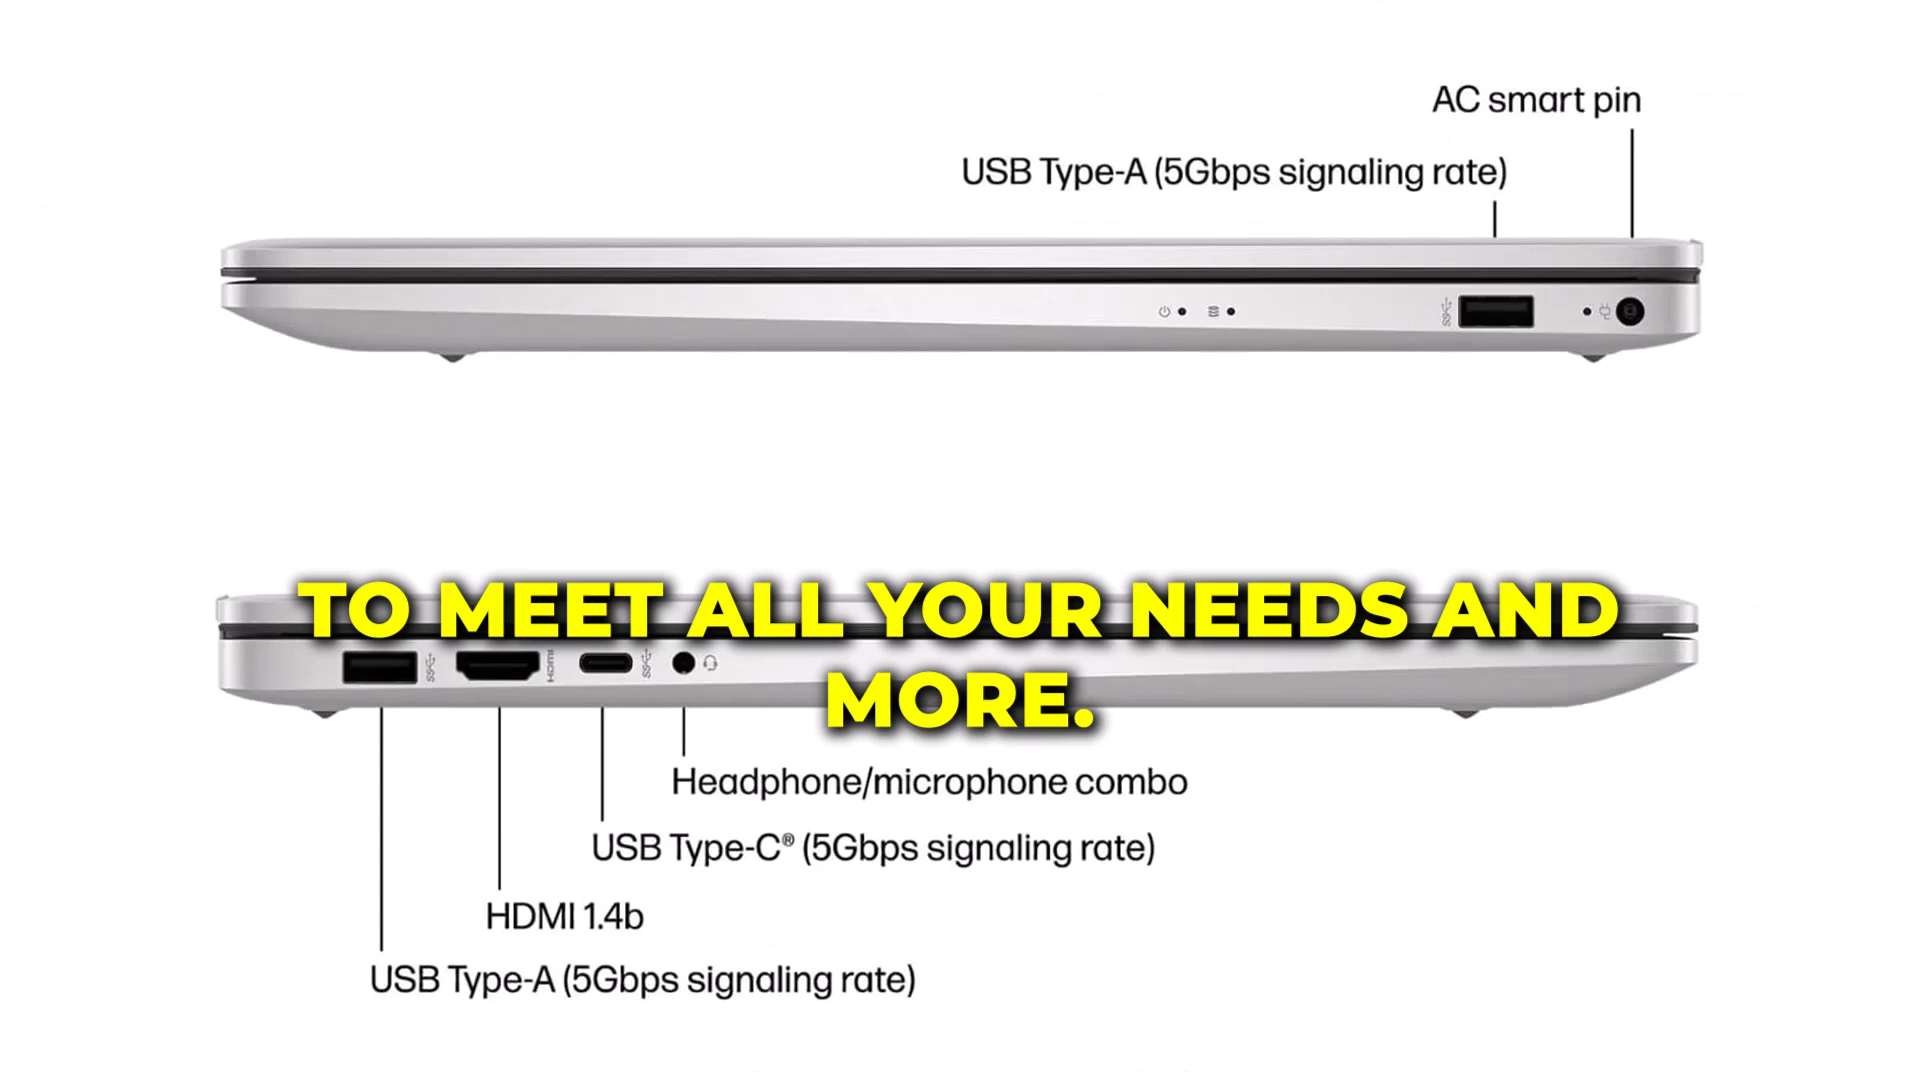 AC smart pin
USB Type-A (5Gbps signaling rate)
TO MEET ALL YOUR NEEDS AND
MORE.
HDMI
Headphone/microphone combo
USB Type-C® (5Gbps signaling rate)
HDMI 1.4b
USB Type-A (5Gbps signaling rate)